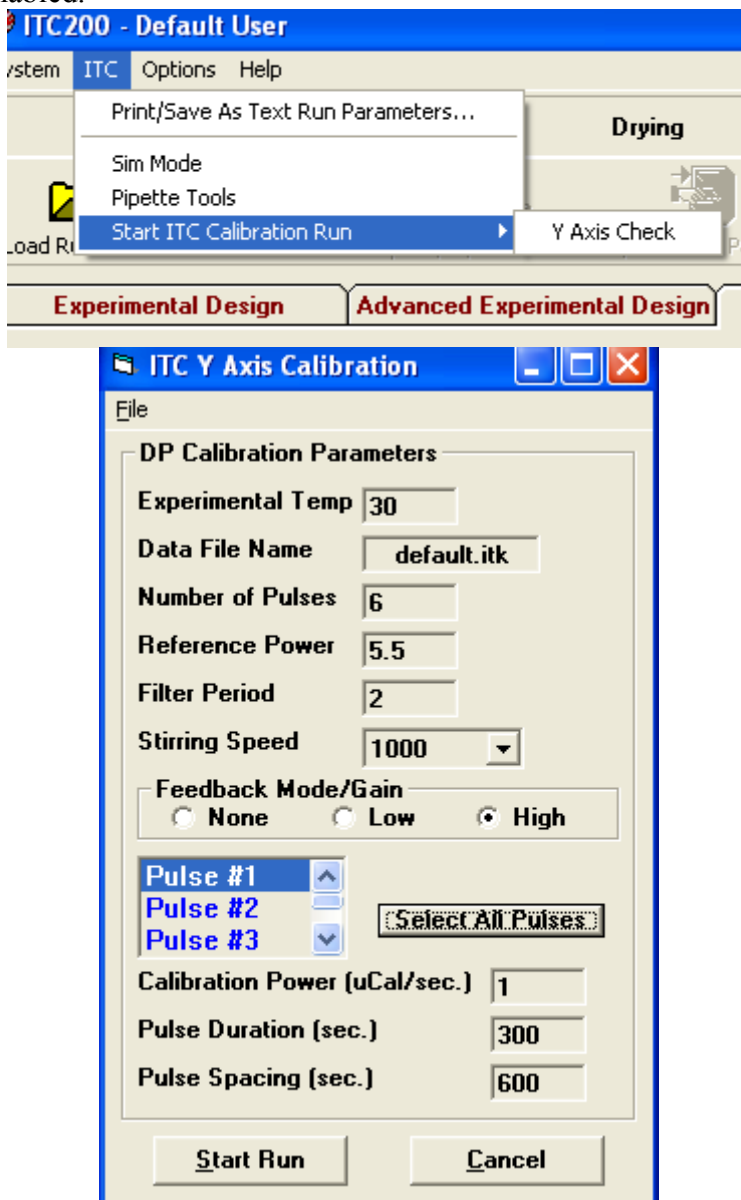 ITC200 - Default User
ITC Options Help
Print/Save As Text Run Parameters...
Drying
Sim Mode
Pipette Tools
Start ITC Calibration Run
Y Axis Check
Experimental Design
Advanced Experimental Design
ITC Y Axis Calibration
File
DP Calibration Parameters
Experimental Temp 30
Data File Name default.itk
Number of Pulses 6
Reference Power 5.5
Filter Period 2
Stirring Speed 1000
Feedback Mode/Gain
None Low High
Pulse #1
Pulse #2
Select All Pulses
Pulse #3
Calibration Power (uCal/sec.) 1
Pulse Duration (sec.) 300
Pulse Spacing (sec.) 600
Start Run Cancel